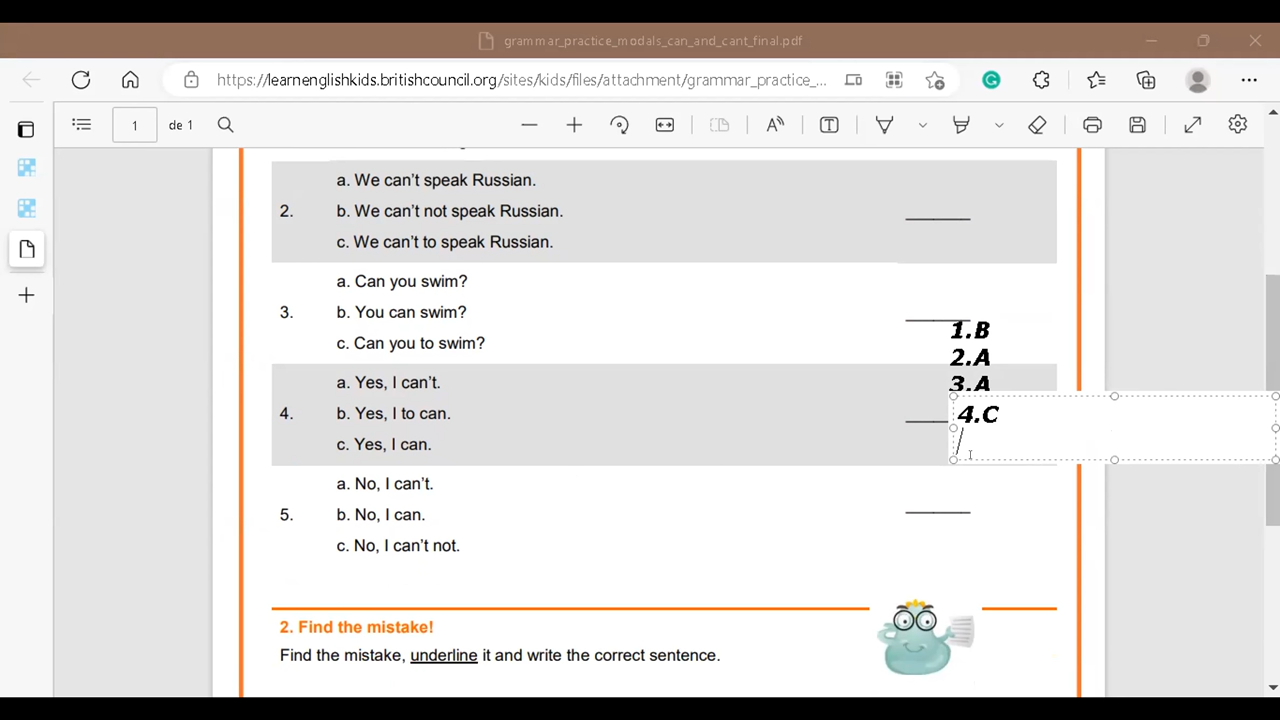 grammar_practice_modals_can_and_cant_final.pdf
https://learnenglishkids.britishcouncil.org/sites/kids/files/attachment/grammar_practice_...
1 de 1
a. We can't speak Russian.
2. b. We can't not speak Russian.
c. We can't to speak Russian.
a. Can you swim?
3. b. You can swim?
c. Can you to swim?
1.B
2.A
3.A
a. Yes, I can't.
4. b. Yes, I to can.
4.C
c. Yes, I can.
a. No, I can't.
5. b. No, I can.
c. No, I can't not.
2. Find the mistake!
Find the mistake, underline it and write the correct sentence.